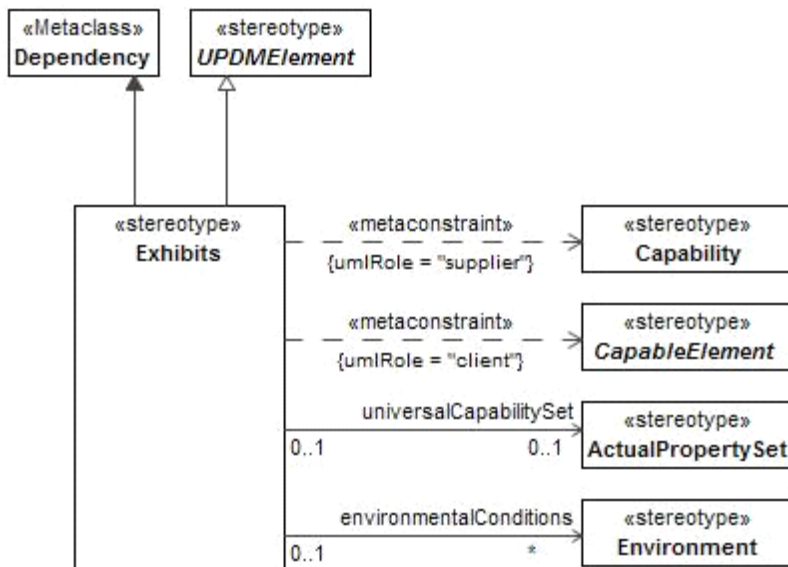 «Metaclass»
Dependency
«stereotype»
UPDMElement
«stereotype»
Exhibits
«metaconstraint»
{umlRole = "supplier"}
«stereotype»
Capability
«metaconstraint»
{umlRole = "client"}
«stereotype»
CapableElement
universalCapabilitySet
0..1
0..1
«stereotype»
ActualPropertySet
environmentalConditions
0..1
*
«stereotype»
Environment